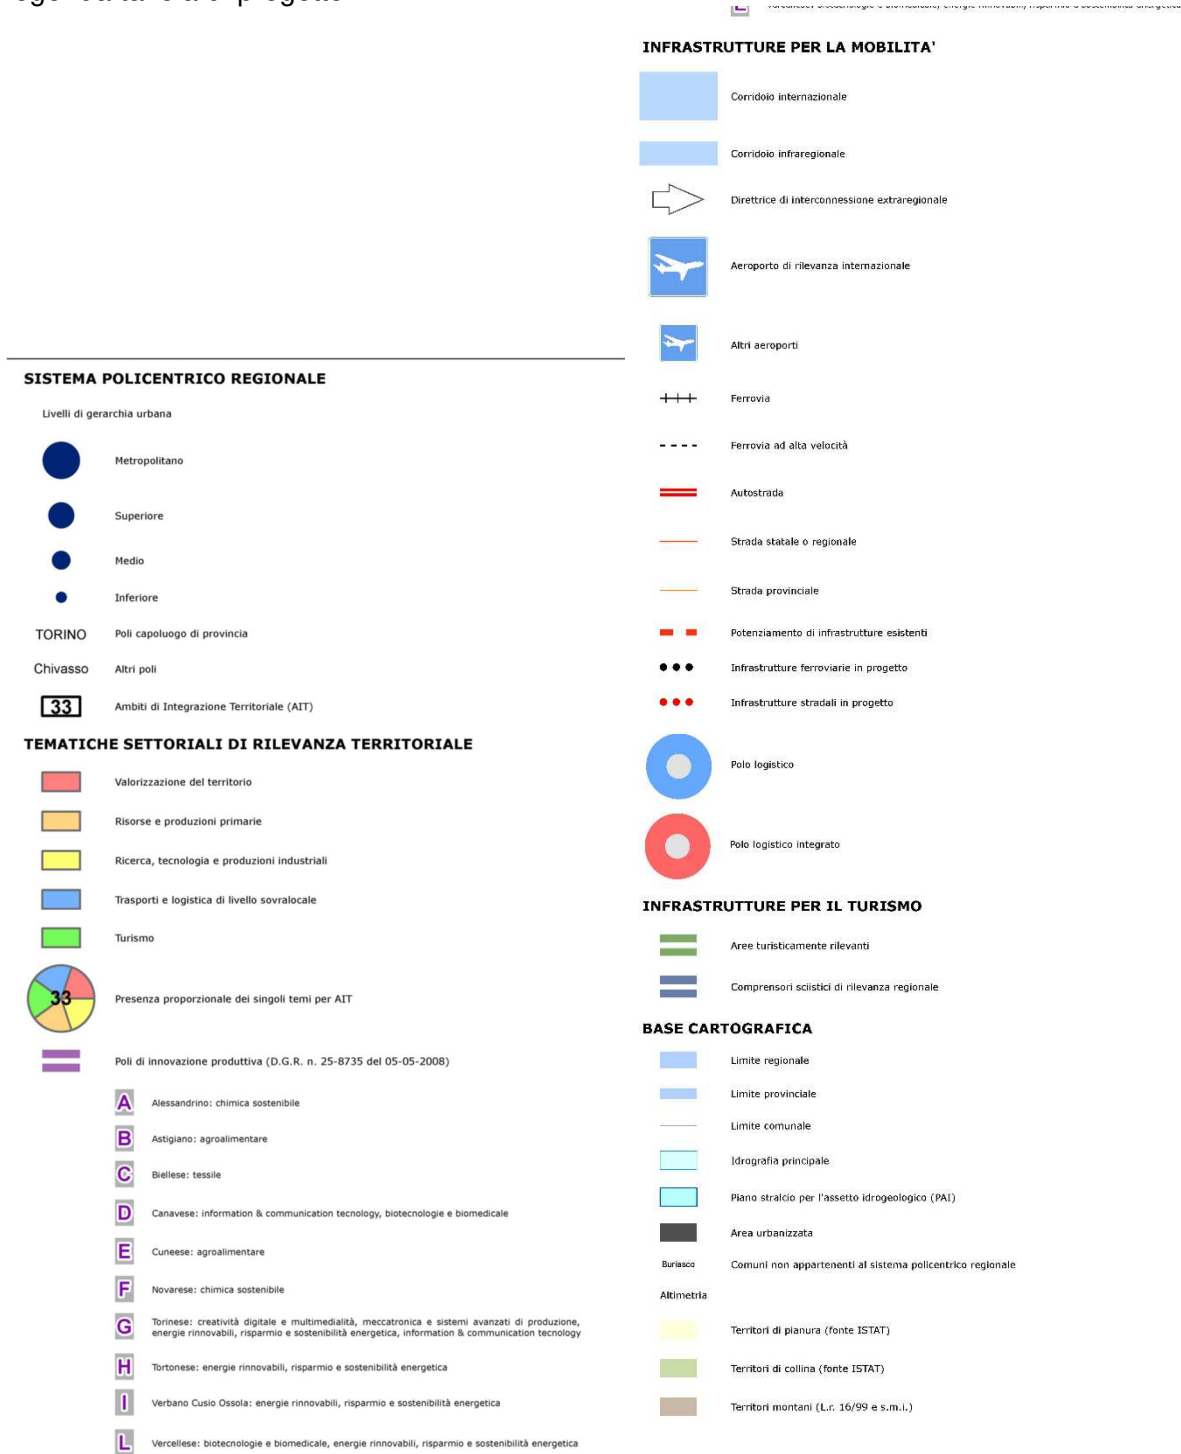 SISTEMA POLICENTRICO REGIONALE
Livelli di gerarchia urbana
Metropolitano
Superiore
Medio
Inferiore
TORINO Poli capoluogo di provincia
Chivasso Altri poli
33 Ambiti di Integrazione Territoriale (AIT)
TEMATICHE SETTORIALI DI RILEVANZA TERRITORIALE
Valorizzazione del territorio
Risorse e produzioni primarie
Ricerca, tecnologia e produzioni industriali
Trasporti e logistica di livello sovralocale
Turismo
33 Presenza proporzionale dei singoli temi per AIT
Poli di innovazione produttiva (D.G.R. n. 25-8735 del 05-05-2008)
A Alessandrino: chimica sostenibile
B Astigiano: agroalimentare
C Biellese: tessile
D Canavese: information & communication tecnology, biotecnologie e biomedicale
E Cuneese: agroalimentare
F Novarese: chimica sostenibile
G Torinese: creatività digitale e multimedialità, meccatronica e sistemi avanzati di produzione,
energie rinnovabili, risparmio e sostenibilità energetica, information & communication tecnology
H Tortonese: energie rinnovabili, risparmio e sostenibilità energetica
I Verbano Cusio Ossola: energie rinnovabili, risparmio e sostenibilità energetica
L Vercellese: biotecnologie e biomedicale, energie rinnovabili, risparmio e sostenibilità energetica
INFRASTRUTTURE PER LA MOBILITA'
Corridoio internazionale
Corridoio infraregionale
Direttrice di interconnessione extraregionale
Aeroporto di rilevanza internazionale
Altri aeroporti
Ferrovia
Ferrovia ad alta velocità
Autostrada
Strada statale o regionale
Strada provinciale
Potenziamento di infrastrutture esistenti
Infrastrutture ferroviarie in progetto
Infrastrutture stradali in progetto
Polo logistico
Polo logistico integrato
INFRASTRUTTURE PER IL TURISMO
Aree turisticamente rilevanti
Comprensori sciistici di rilevanza regionale
BASE CARTOGRAFICA
Limite regionale
Limite provinciale
Limite comunale
Idrografia principale
Piano stralcio per l'assetto idrogeologico (PAI)
Area urbanizzata
Buriasco Comuni non appartenenti al sistema policentrico regionale
Altimetria
Territori di pianura (fonte ISTAT)
Territori di collina (fonte ISTAT)
Territori montani (L.r. 16/99 e s.m.i.)